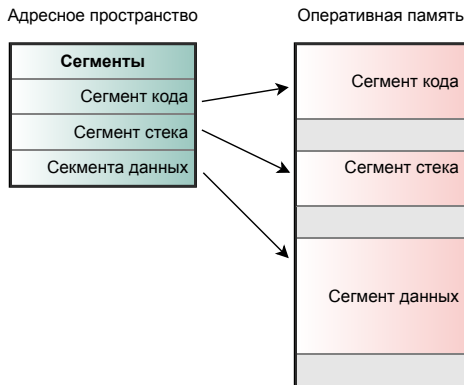 Адресное пространство
Оперативная память
Сегменты
Сегмент кода
Сегмент стека
Секмента данных
Сегмент кода
Сегмент стека
Сегмент данных